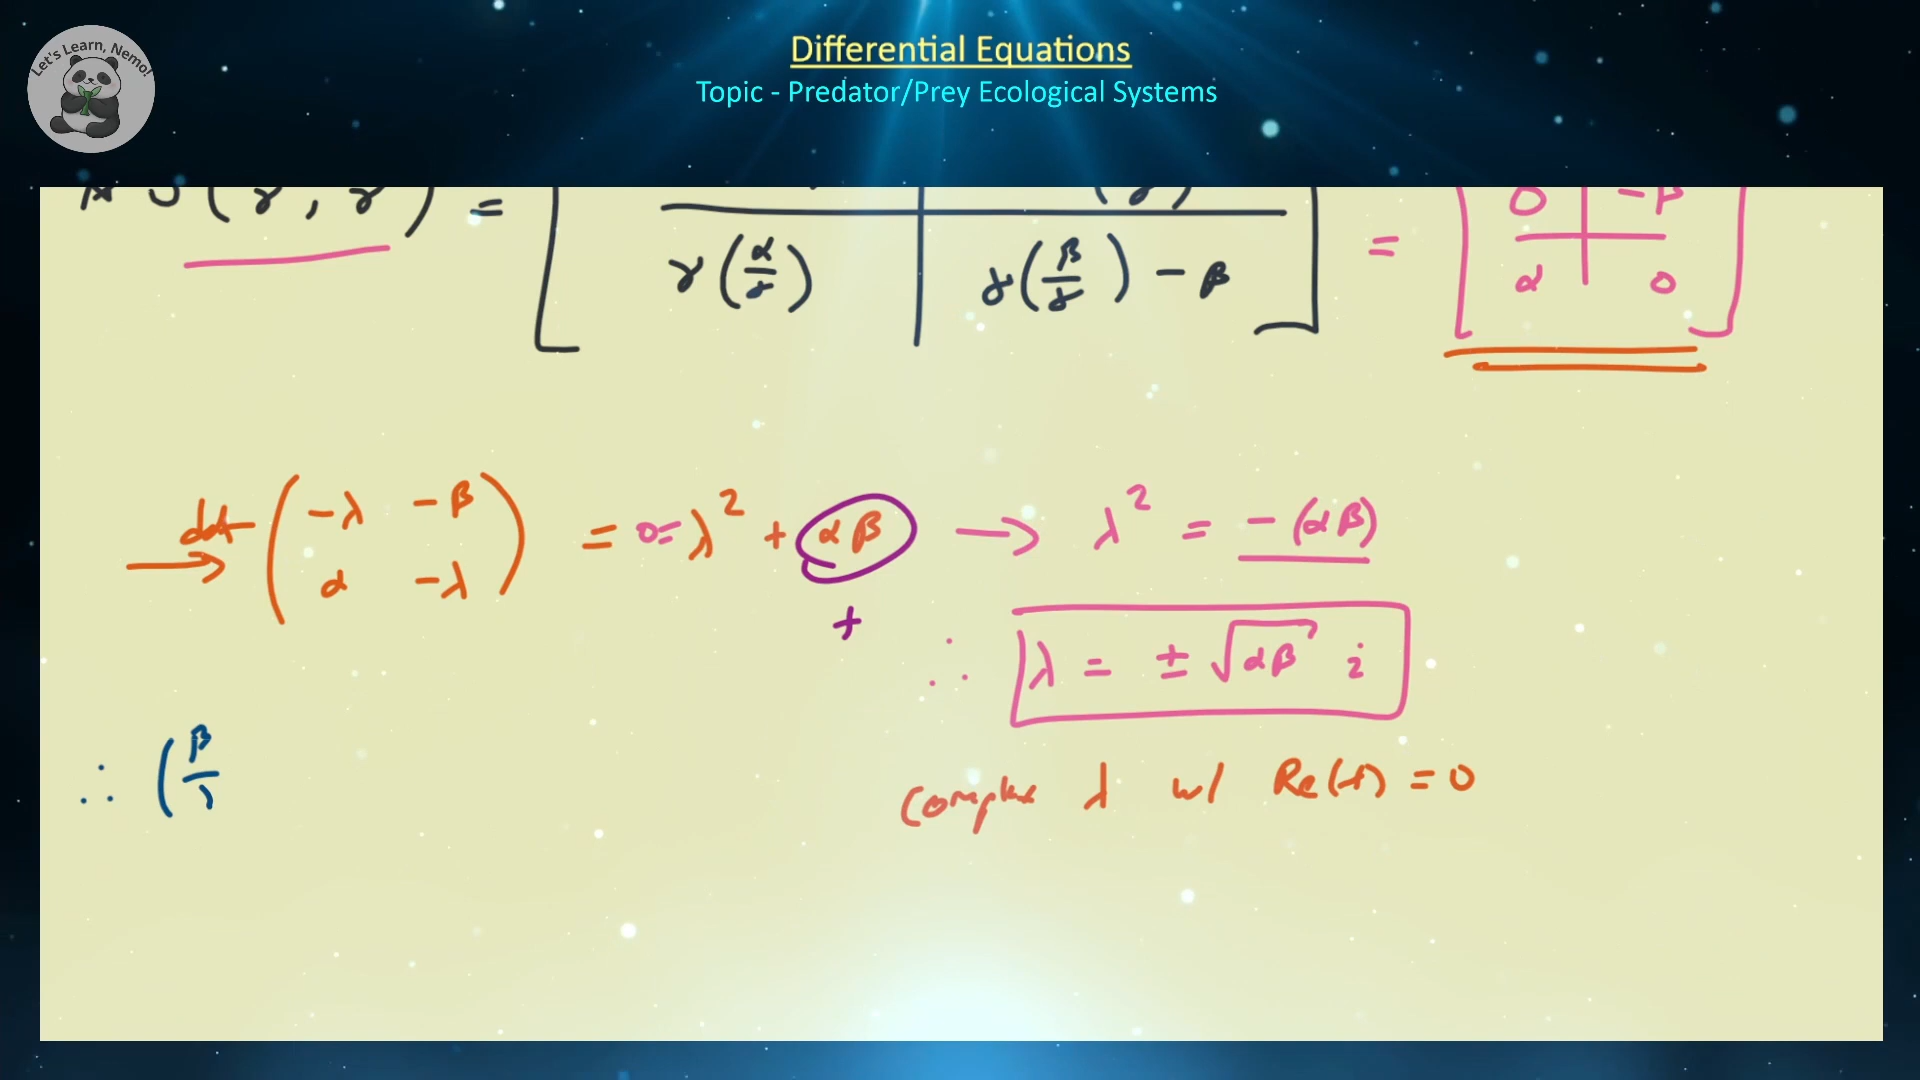 Let's Learn, Nemo!
Differential Equations
Topic - Predator/Prey Ecological Systems
J(γ, γ) = [ (γ) = [ 0 -β
γ(α/γ) γ(β/γ) - β ] α 0 ]
det ( -λ -β = 0 = λ² + αβ → λ² = -(αβ)
→ α -λ )
+
∴ λ = ± √αβ i
∴ (β/
Complex λ w/ Re(λ) = 0